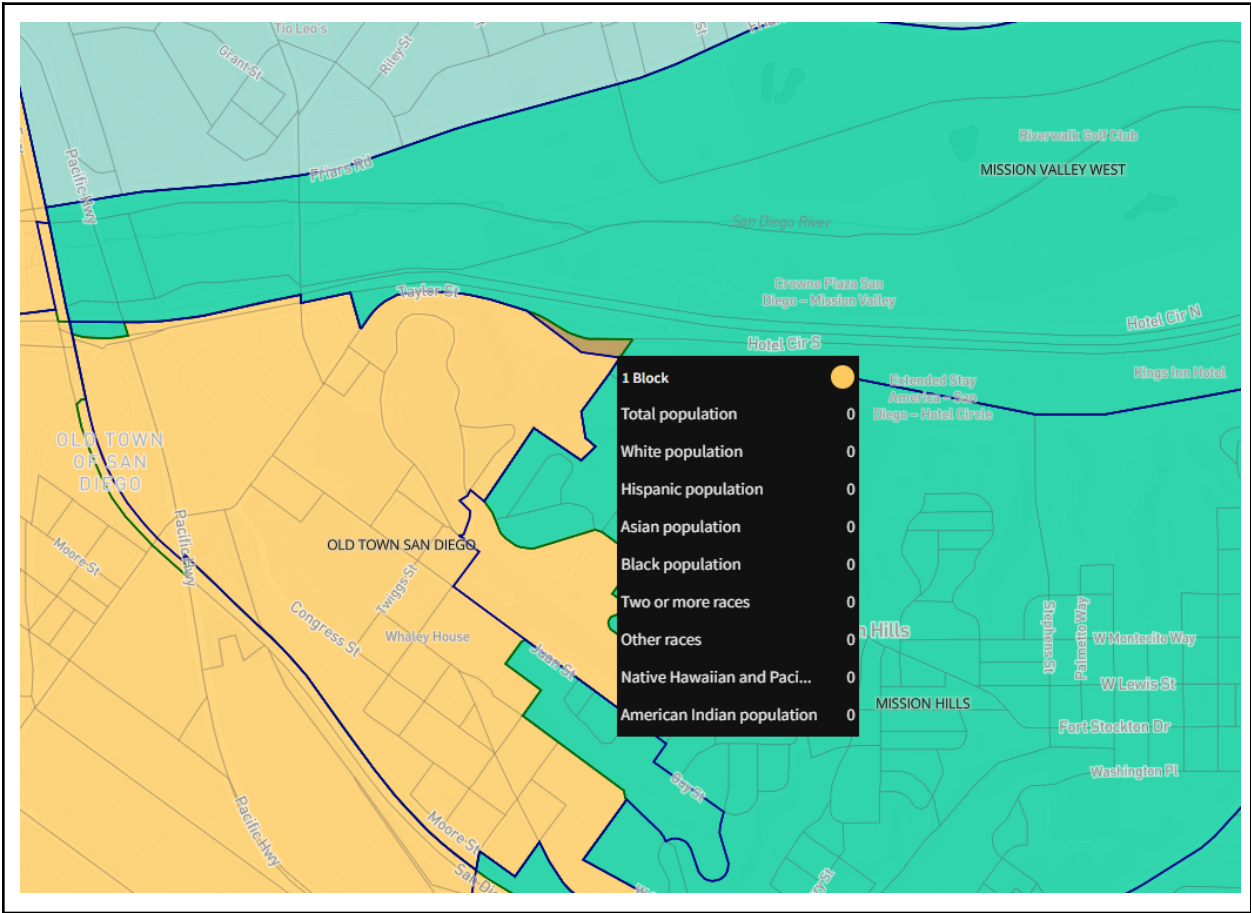 Tio Leo's
Grant St
Riley St
St
Pacific Hwy
Friars Rd
Riverwalk Golf Club
MISSION VALLEY WEST
San Diego River
Taylor St
Crowne Plaza San
Diego – Mission Valley
Hotel Cir N
Hotel Cir S
Kings Inn Hotel
Extended Stay
America – San
Diego – Hotel Circle
1 Block
Total population 0
White population 0
Hispanic population 0
Asian population 0
Black population 0
Two or more races 0
Other races 0
Native Hawaiian and Paci... 0
American Indian population 0
OLD TOWN
OF SAN
DIEGO
Pacific Hwy
Moore St
OLD TOWN SAN DIEGO
Twiggs St
Congress St
Whaley House
Juan St
n Hills
Stephens St
Palmetto Way
W Montecito Way
W Lewis St
MISSION HILLS
Fort Stockton Dr
Washington Pl
Gay St
Pacific Hwy
Moore St
San Die
ry St